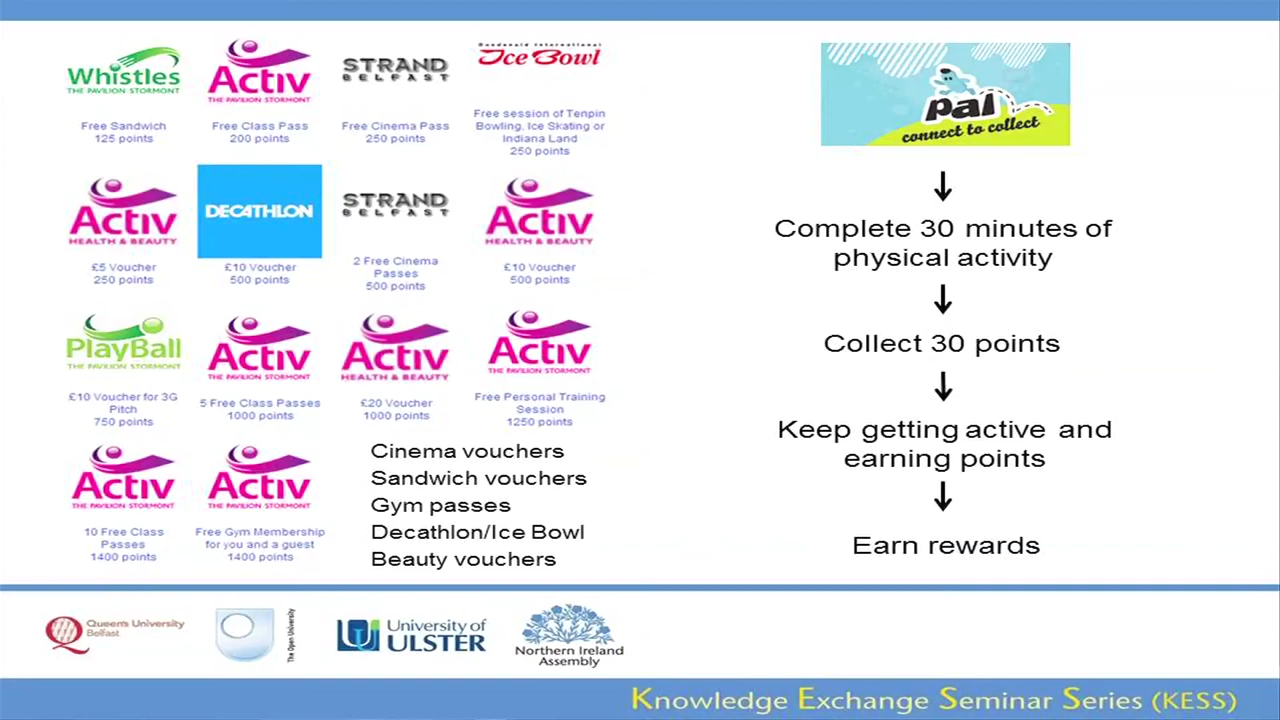 Whistles
THE PAVILION STORMONT
Free Sandwich
125 points
Activ
THE PAVILION STORMONT
Free Class Pass
200 points
STRAND
BELFAST
Free Cinema Pass
250 points
Dundonald International
Ice Bowl
Free session of Tenpin
Bowling, Ice Skating or
Indiana Land
250 points
Activ
HEALTH & BEAUTY
£5 Voucher
250 points
DECATHLON
£10 Voucher
500 points
STRAND
BELFAST
2 Free Cinema
Passes
500 points
Activ
HEALTH & BEAUTY
£10 Voucher
500 points
PlayBall
THE PAVILION STORMONT
£10 Voucher for 3G
Pitch
750 points
Activ
THE PAVILION STORMONT
5 Free Class Passes
1000 points
Activ
HEALTH & BEAUTY
£20 Voucher
1000 points
Activ
THE PAVILION STORMONT
Free Personal Training
Session
1250 points
Activ
THE PAVILION STORMONT
10 Free Class
Passes
1400 points
Activ
THE PAVILION STORMONT
Free Gym Membership
for you and a guest
1400 points
Cinema vouchers
Sandwich vouchers
Gym passes
Decathlon/Ice Bowl
Beauty vouchers
pal
connect to collect
Complete 30 minutes of
physical activity
Collect 30 points
Keep getting active and
earning points
Earn rewards
Queen's University
Belfast
The Open University
University of
ULSTER
Northern Ireland
Assembly
Knowledge Exchange Seminar Series (KESS)